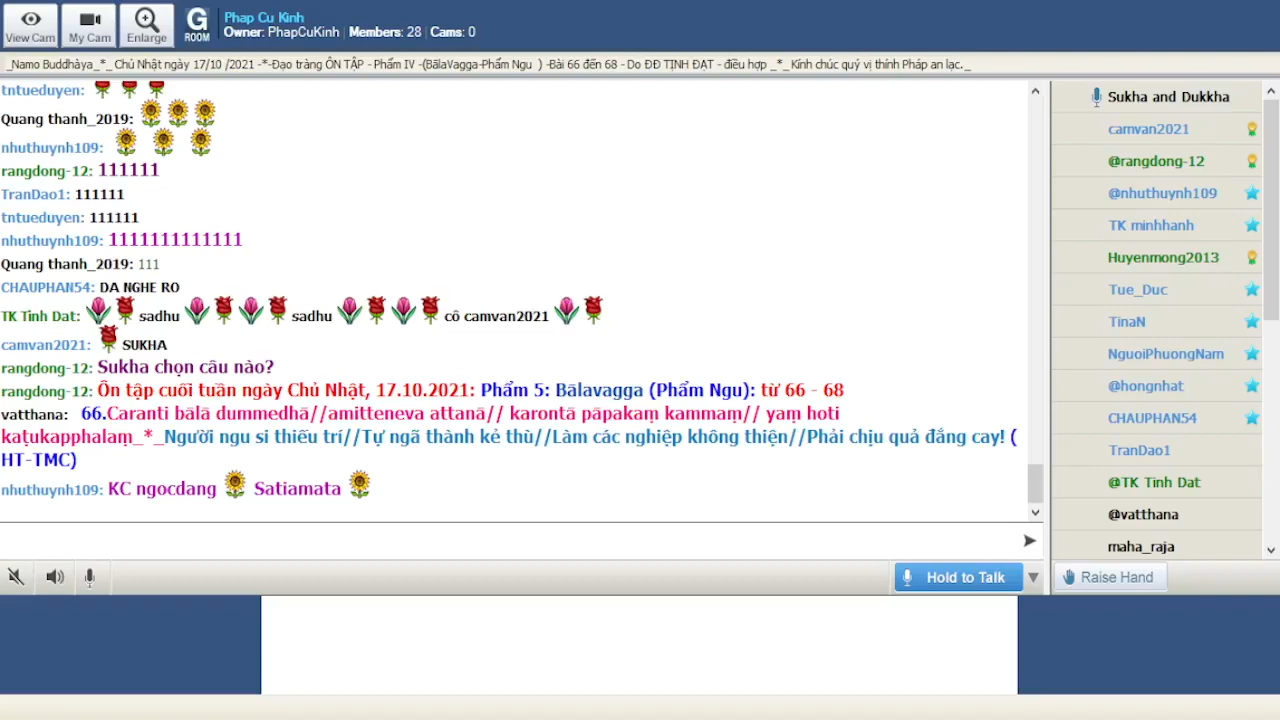 View Cam
My Cam
Enlarge
G ROOM
Phap Cu Kinh
Owner: PhapCuKinh | Members: 28 | Cams: 0
_Namo Buddhàya_*_ Chủ Nhật ngày 17/10 /2021 -*-Đạo tràng ÔN TẬP - Phẩm IV -(BālaVagga-Phẩm Ngu ) -Bài 66 đến 68 - Do ĐĐ TỊNH ĐẠT - điều hợp _*_Kính chúc quý vị thính Pháp an lạc._
tntueduyen:
Quang thanh_2019:
nhuthuynh109:
rangdong-12: 111111
TranDao1: 111111
tntueduyen: 111111
nhuthuynh109: 1111111111111
Quang thanh_2019: 111
CHAUPHAN54: DA NGHE RO
TK Tinh Dat: sadhu sadhu cô camvan2021
camvan2021: SUKHA
rangdong-12: Sukha chọn câu nào?
rangdong-12: Ôn tập cuối tuần ngày Chủ Nhật, 17.10.2021: Phẩm 5: Bālavagga (Phẩm Ngu): từ 66 - 68
vatthana: 66.Caranti bālā dummedhā//amitteneva attanā// karontā pāpakaṃ kammaṃ// yaṃ hoti
kaṭukapphalaṃ_*_Người ngu si thiếu trí//Tự ngã thành kẻ thù//Làm các nghiệp không thiện//Phải chịu quả đắng cay! (
HT-TMC)
nhuthuynh109: KC ngocdang Satiamata
Hold to Talk
Sukha and Dukkha
camvan2021
@rangdong-12
@nhuthuynh109
TK minhhanh
Huyenmong2013
Tue_Duc
TinaN
NguoiPhuongNam
@hongnhat
CHAUPHAN54
TranDao1
@TK Tinh Dat
@vatthana
maha_raja
Raise Hand